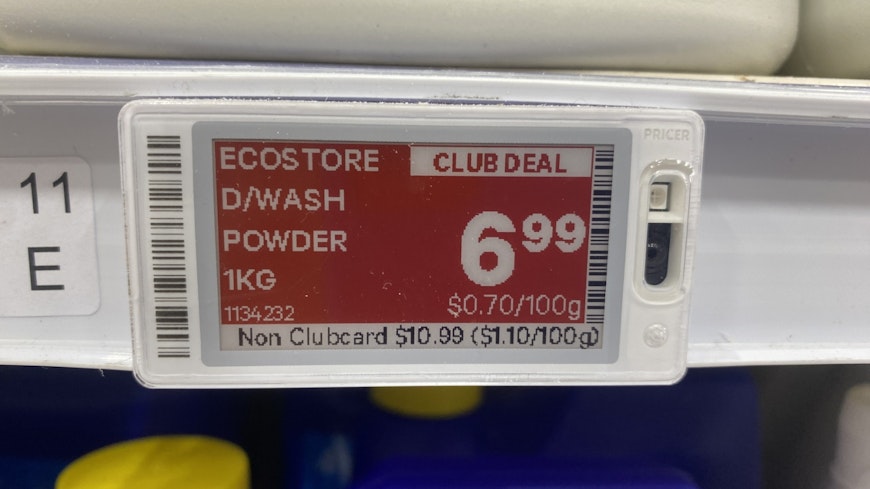 PRICER
11
E
ECOSTORE
CLUB DEAL
D/WASH
POWDER
1KG
6.99
$0.70/100g
1134232
Non Clubcard $10.99 ($1.10/100g)